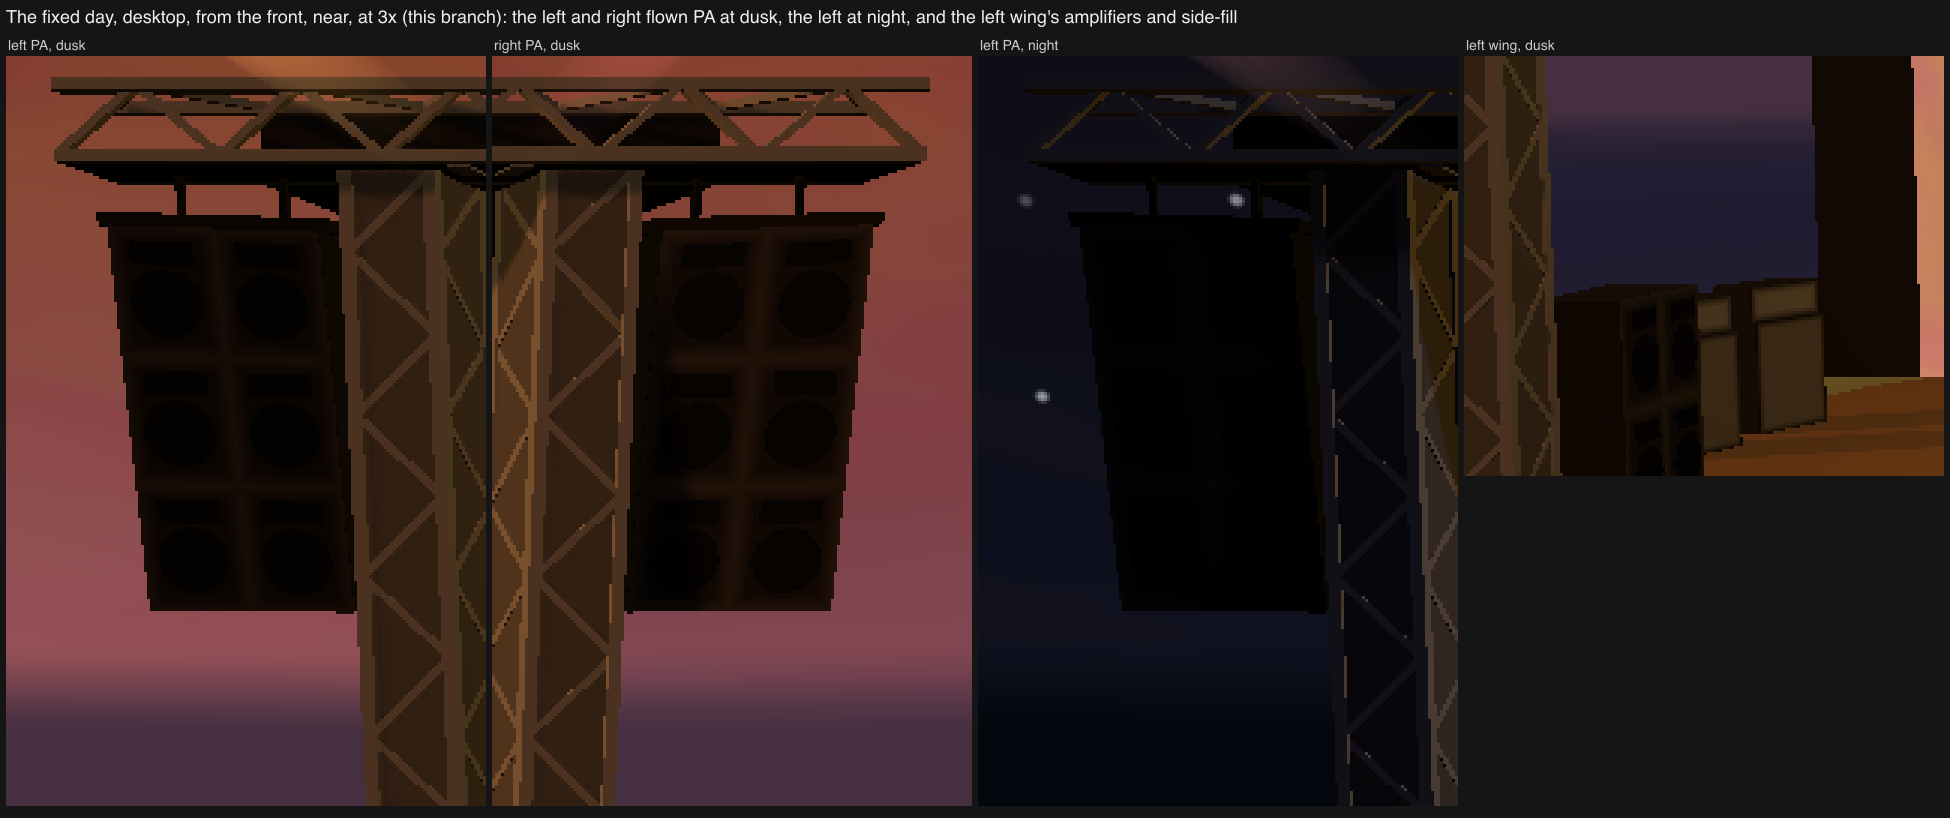 The fixed day, desktop, from the front, near, at 3x (this branch): the left and right flown PA at dusk, the left at night, and the left wing's amplifiers and side-fill
left PA, dusk
right PA, dusk
left PA, night
left wing, dusk